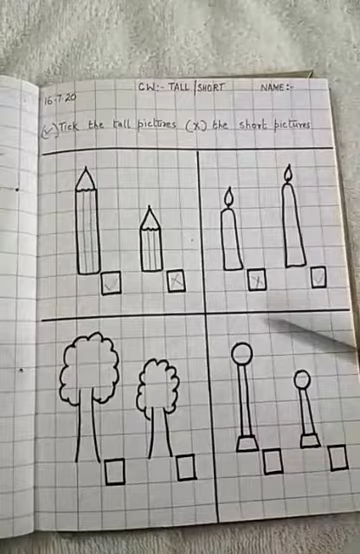 CW:- TALL | SHORT NAME:-
16.7.20
(✓) Tick the tall pictures (x) the short pictures